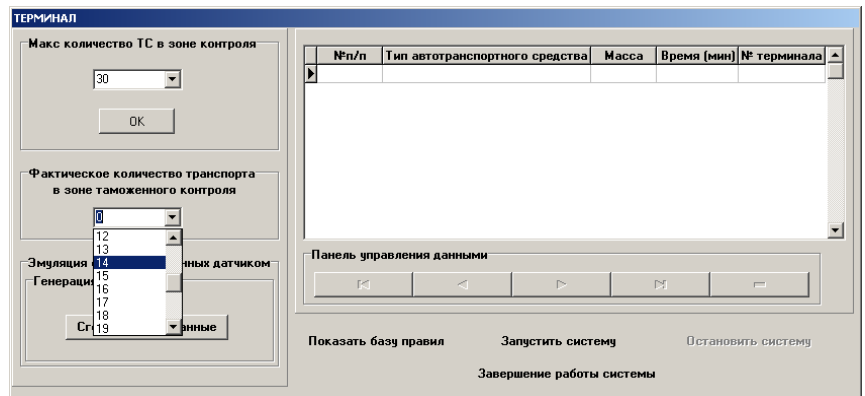 ТЕРМИНАЛ
Макс количество ТС в зоне контроля
30
OK
Фактическое количество транспорта
в зоне таможенного контроля
0
12
13
14
15
16
17
18
19
Эмуляция
нных датчиком
Генерация
Сг
анные
№п/п Тип автотранспортного средства Масса Время (мин) № терминала
Панель управления данными
Показать базу правил Запустить систему Остановить систему
Завершение работы системы